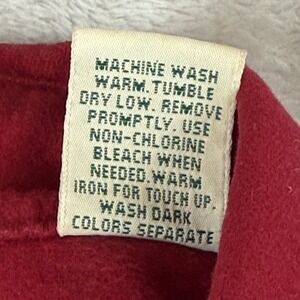 MACHINE WASH
WARM. TUMBLE
DRY LOW. REMOVE
PROMPTLY. USE
NON-CHLORINE
BLEACH WHEN
NEEDED. WARM
IRON FOR TOUCH UP.
WASH DARK
COLORS SEPARATE